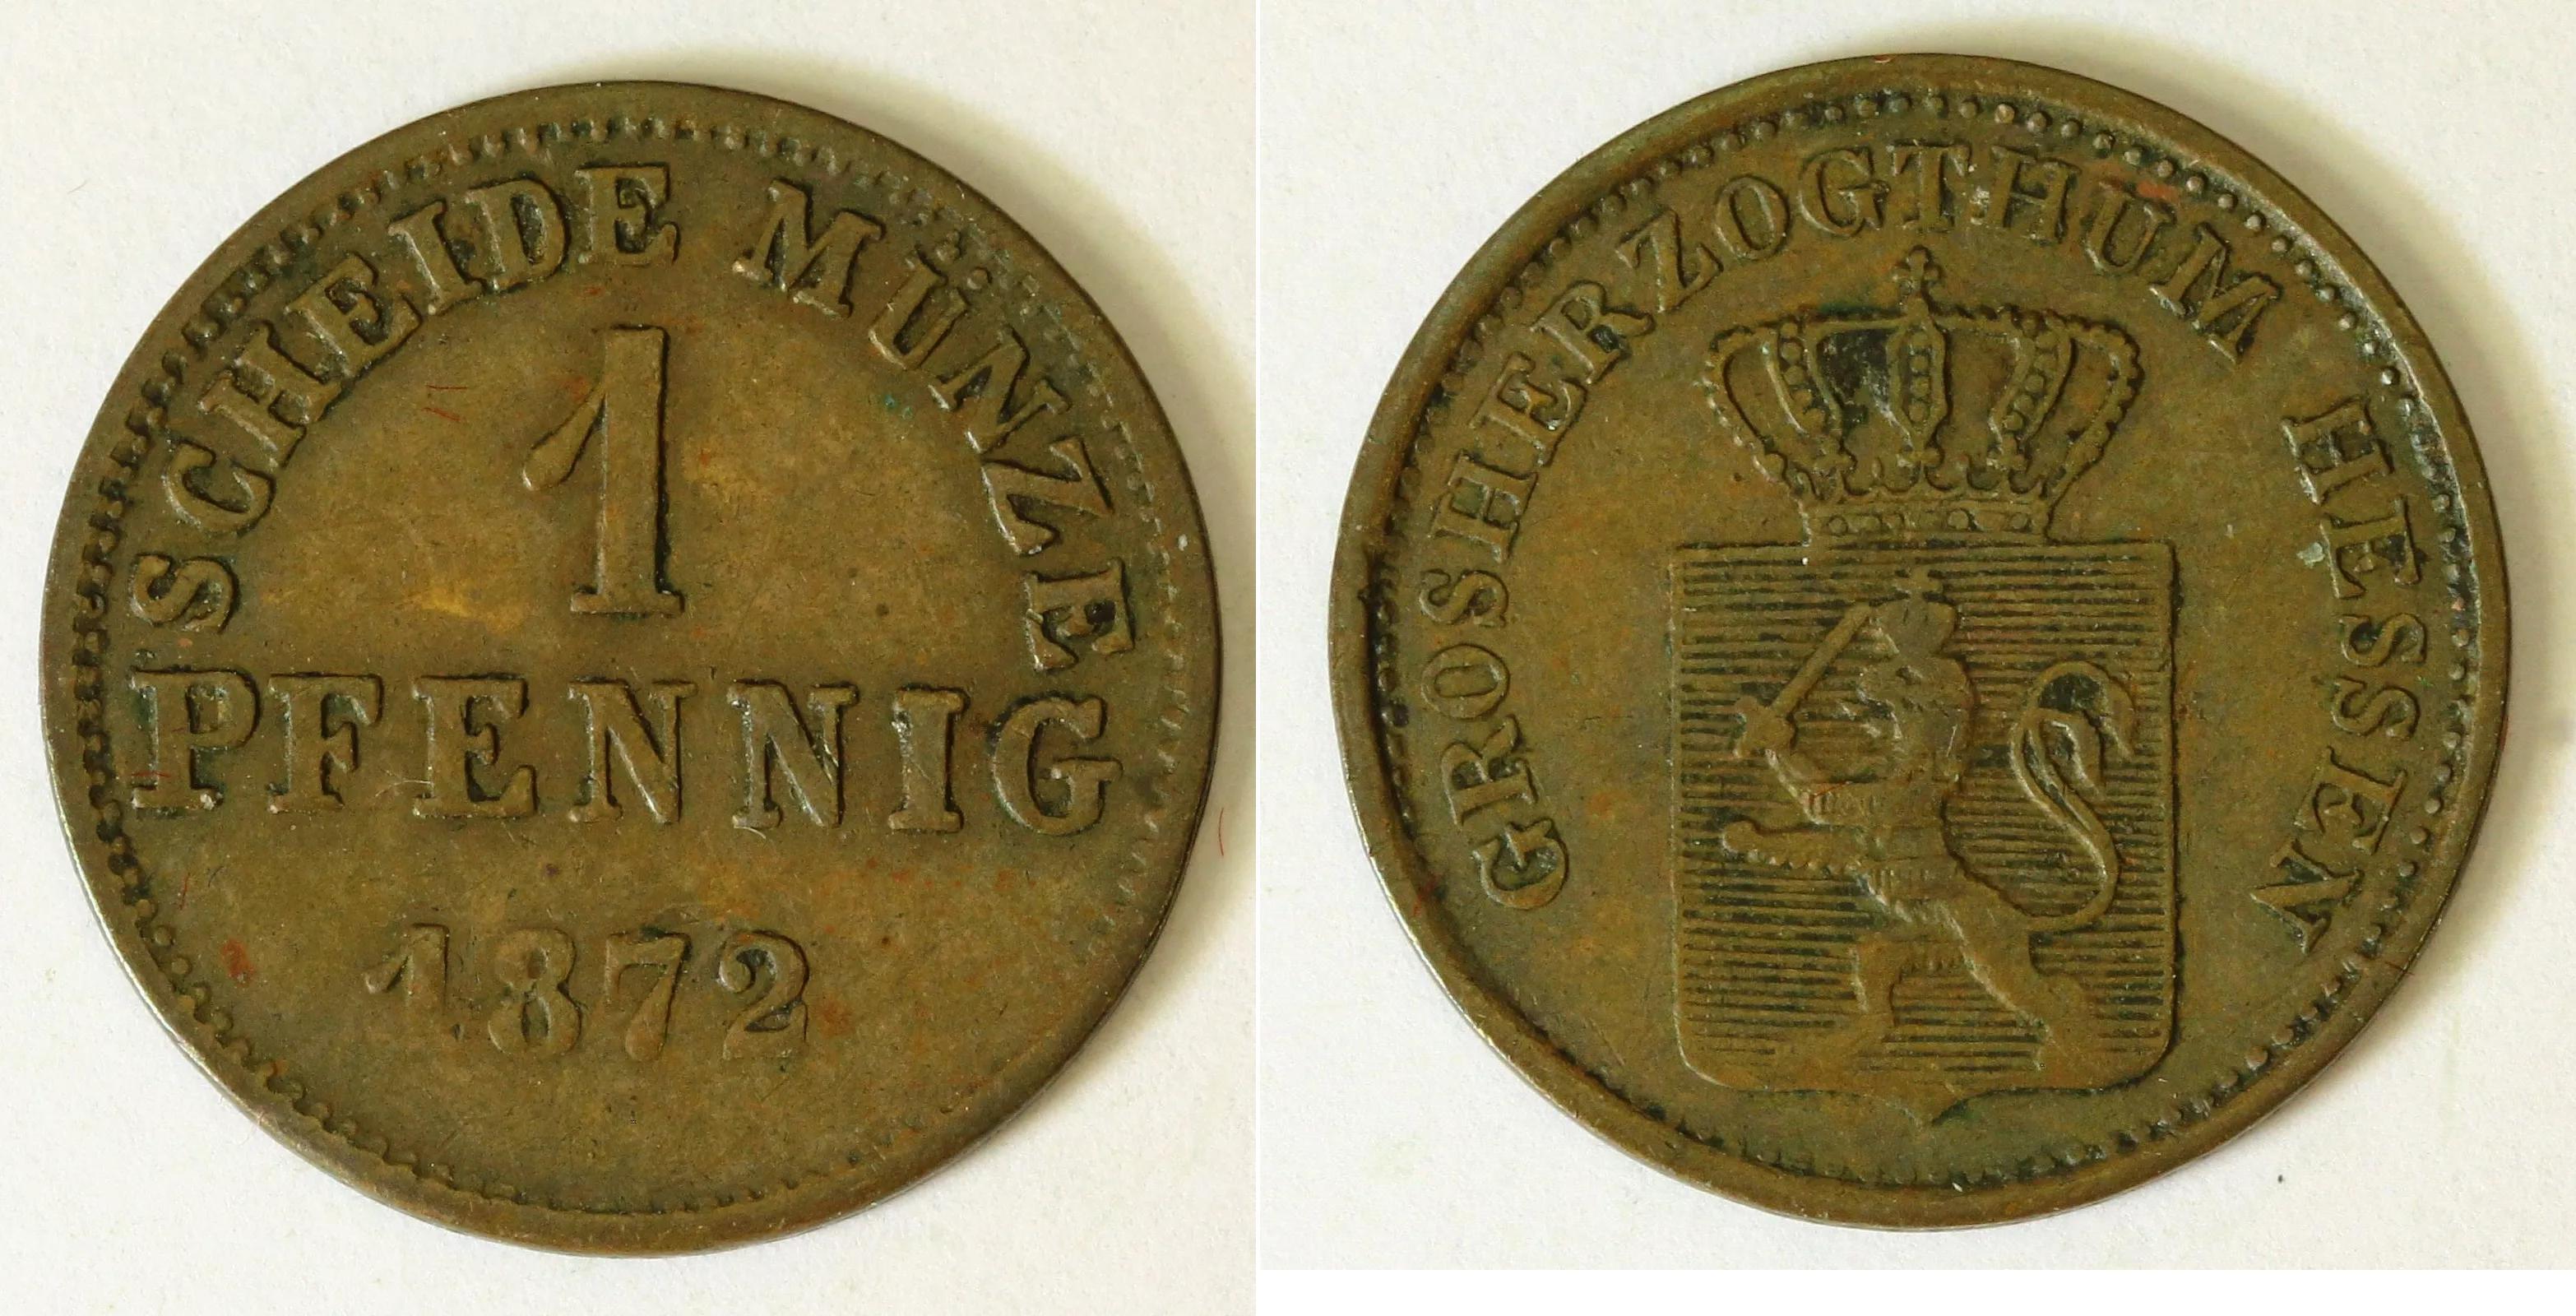 SCHEIDE MÜNZE
1
PFENNIG
1872
GROSHERZOGTHUM HESSEN